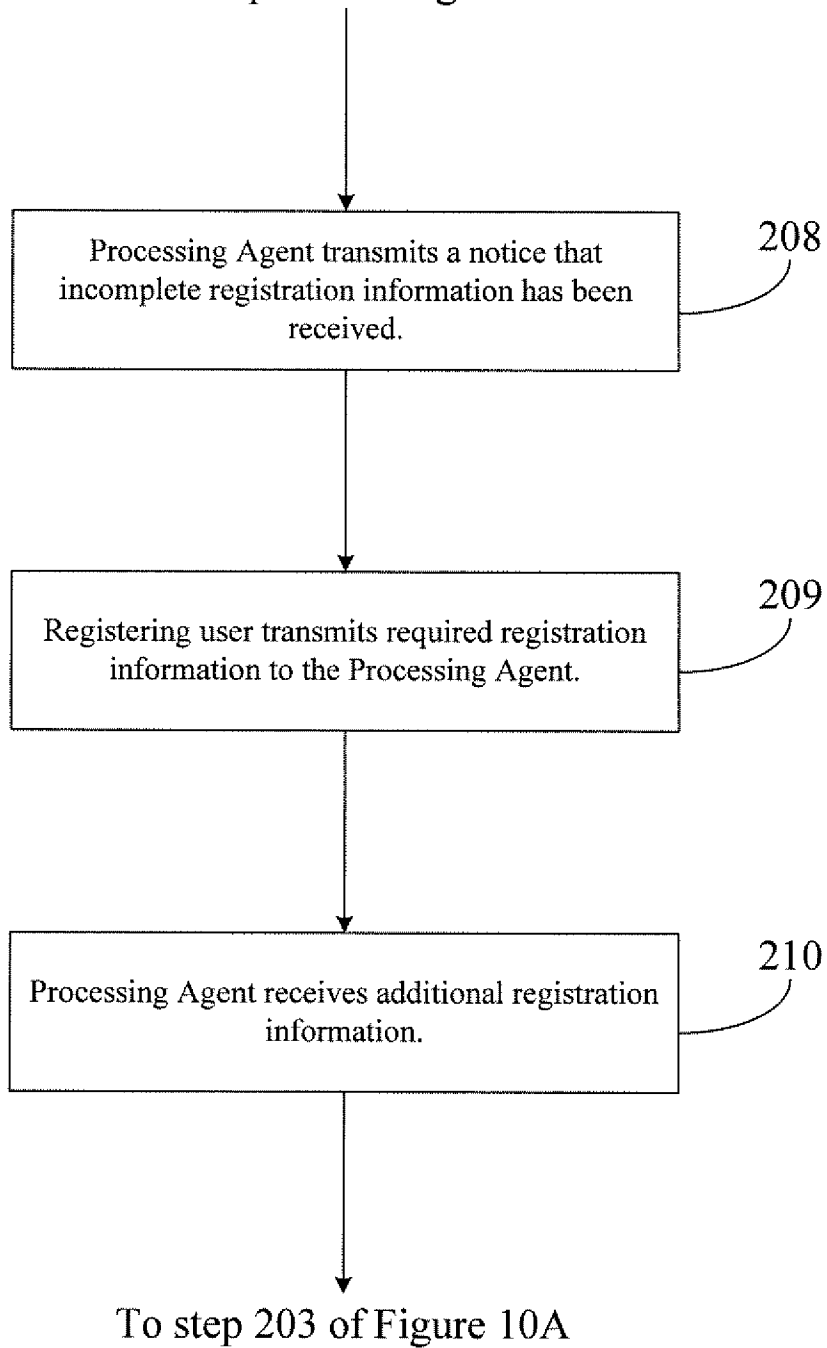 Processing Agent transmits a notice that
incomplete registration information has been
received.
208
Registering user transmits required registration
information to the Processing Agent.
209
Processing Agent receives additional registration
information.
210
To step 203 of Figure 10A